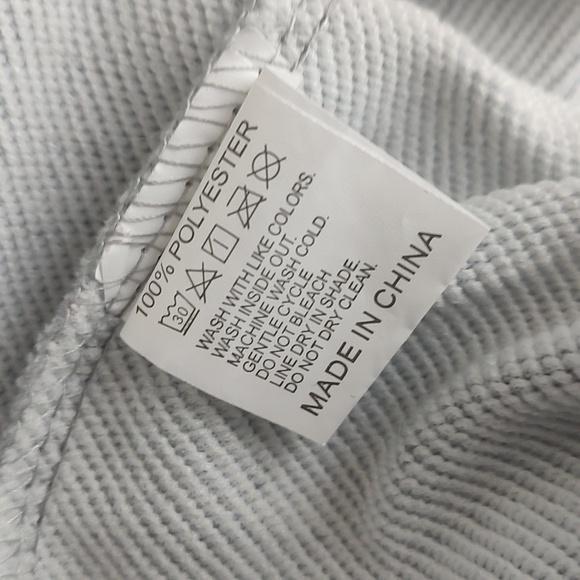 100% POLYESTER
30
WASH WITH LIKE COLORS.
WASH INSIDE OUT.
MACHINE WASH COLD.
GENTLE CYCLE
DO NOT BLEACH
LINE DRY IN SHADE.
DO NOT DRY CLEAN.
MADE IN CHINA